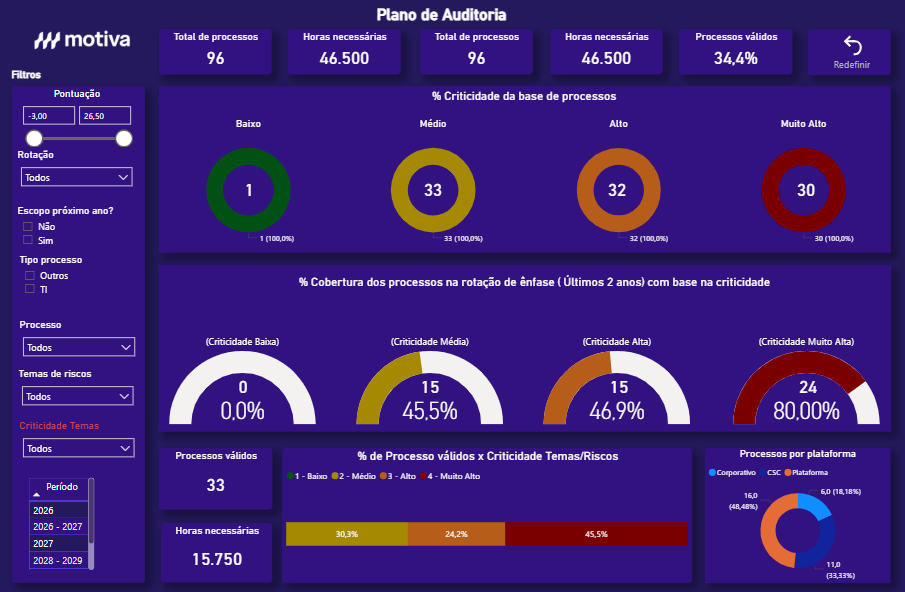 Plano de Auditoria
motiva
Total de processos
96
Horas necessárias
46.500
Total de processos
96
Horas necessárias
46.500
Processos válidos
34,4%
Redefinir
Filtros
Pontuação
-3,00
26,50
Rotação
Todos
Escopo próximo ano?
Não
Sim
Tipo processo
Outros
TI
Processo
Todos
Temas de riscos
Todos
Criticidade Temas
Todos
Período
2026
2026 - 2027
2027
2028 - 2029
% Criticidade da base de processos
Baixo
Médio
Alto
Muito Alto
1
33
32
30
1 (100,0%)
33 (100,0%)
32 (100,0%)
30 (100,0%)
% Cobertura dos processos na rotação de ênfase ( Últimos 2 anos) com base na criticidade
(Criticidade Baixa)
(Criticidade Média)
(Criticidade Alta)
(Criticidade Muito Alta)
0
0,0%
15
45,5%
15
46,9%
24
80,00%
Processos válidos
33
Horas necessárias
15.750
% de Processo válidos x Criticidade Temas/Riscos
1 - Baixo 2 - Médio 3 - Alto 4 - Muito Alto
30,3%
24,2%
45,5%
Processos por plataforma
Corporativo CSC Plataforma
6,0 (18,18%)
16,0
(48,48%)
11,0
(33,33%)